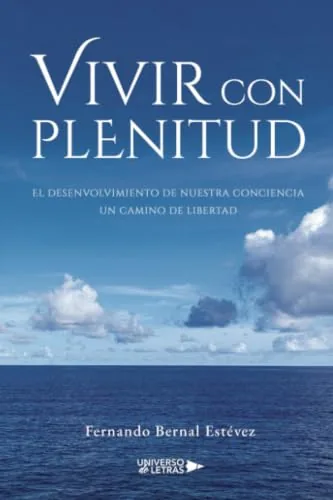 VIVIR CON
PLENITUD
EL DESENVOLVIMIENTO DE NUESTRA CONCIENCIA
UN CAMINO DE LIBERTAD
Fernando Bernal Estévez
UNIVERSO
de LETRAS